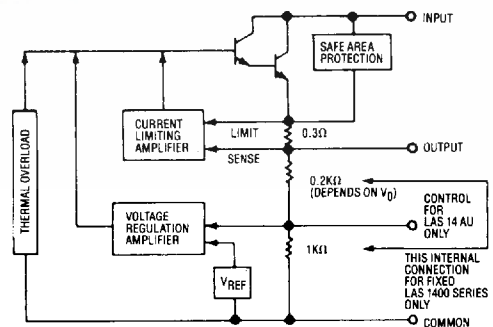 INPUT
SAFE AREA
PROTECTION
THERMAL OVERLOAD
CURRENT
LIMITING
AMPLIFIER
LIMIT
0.3Ω
SENSE
OUTPUT
0.2KΩ
(DEPENDS ON V0)
VOLTAGE
REGULATION
AMPLIFIER
CONTROL
FOR
LAS 14 AU
ONLY
1KΩ
VREF
THIS INTERNAL
CONNECTION
FOR FIXED
LAS 1400 SERIES
ONLY
COMMON